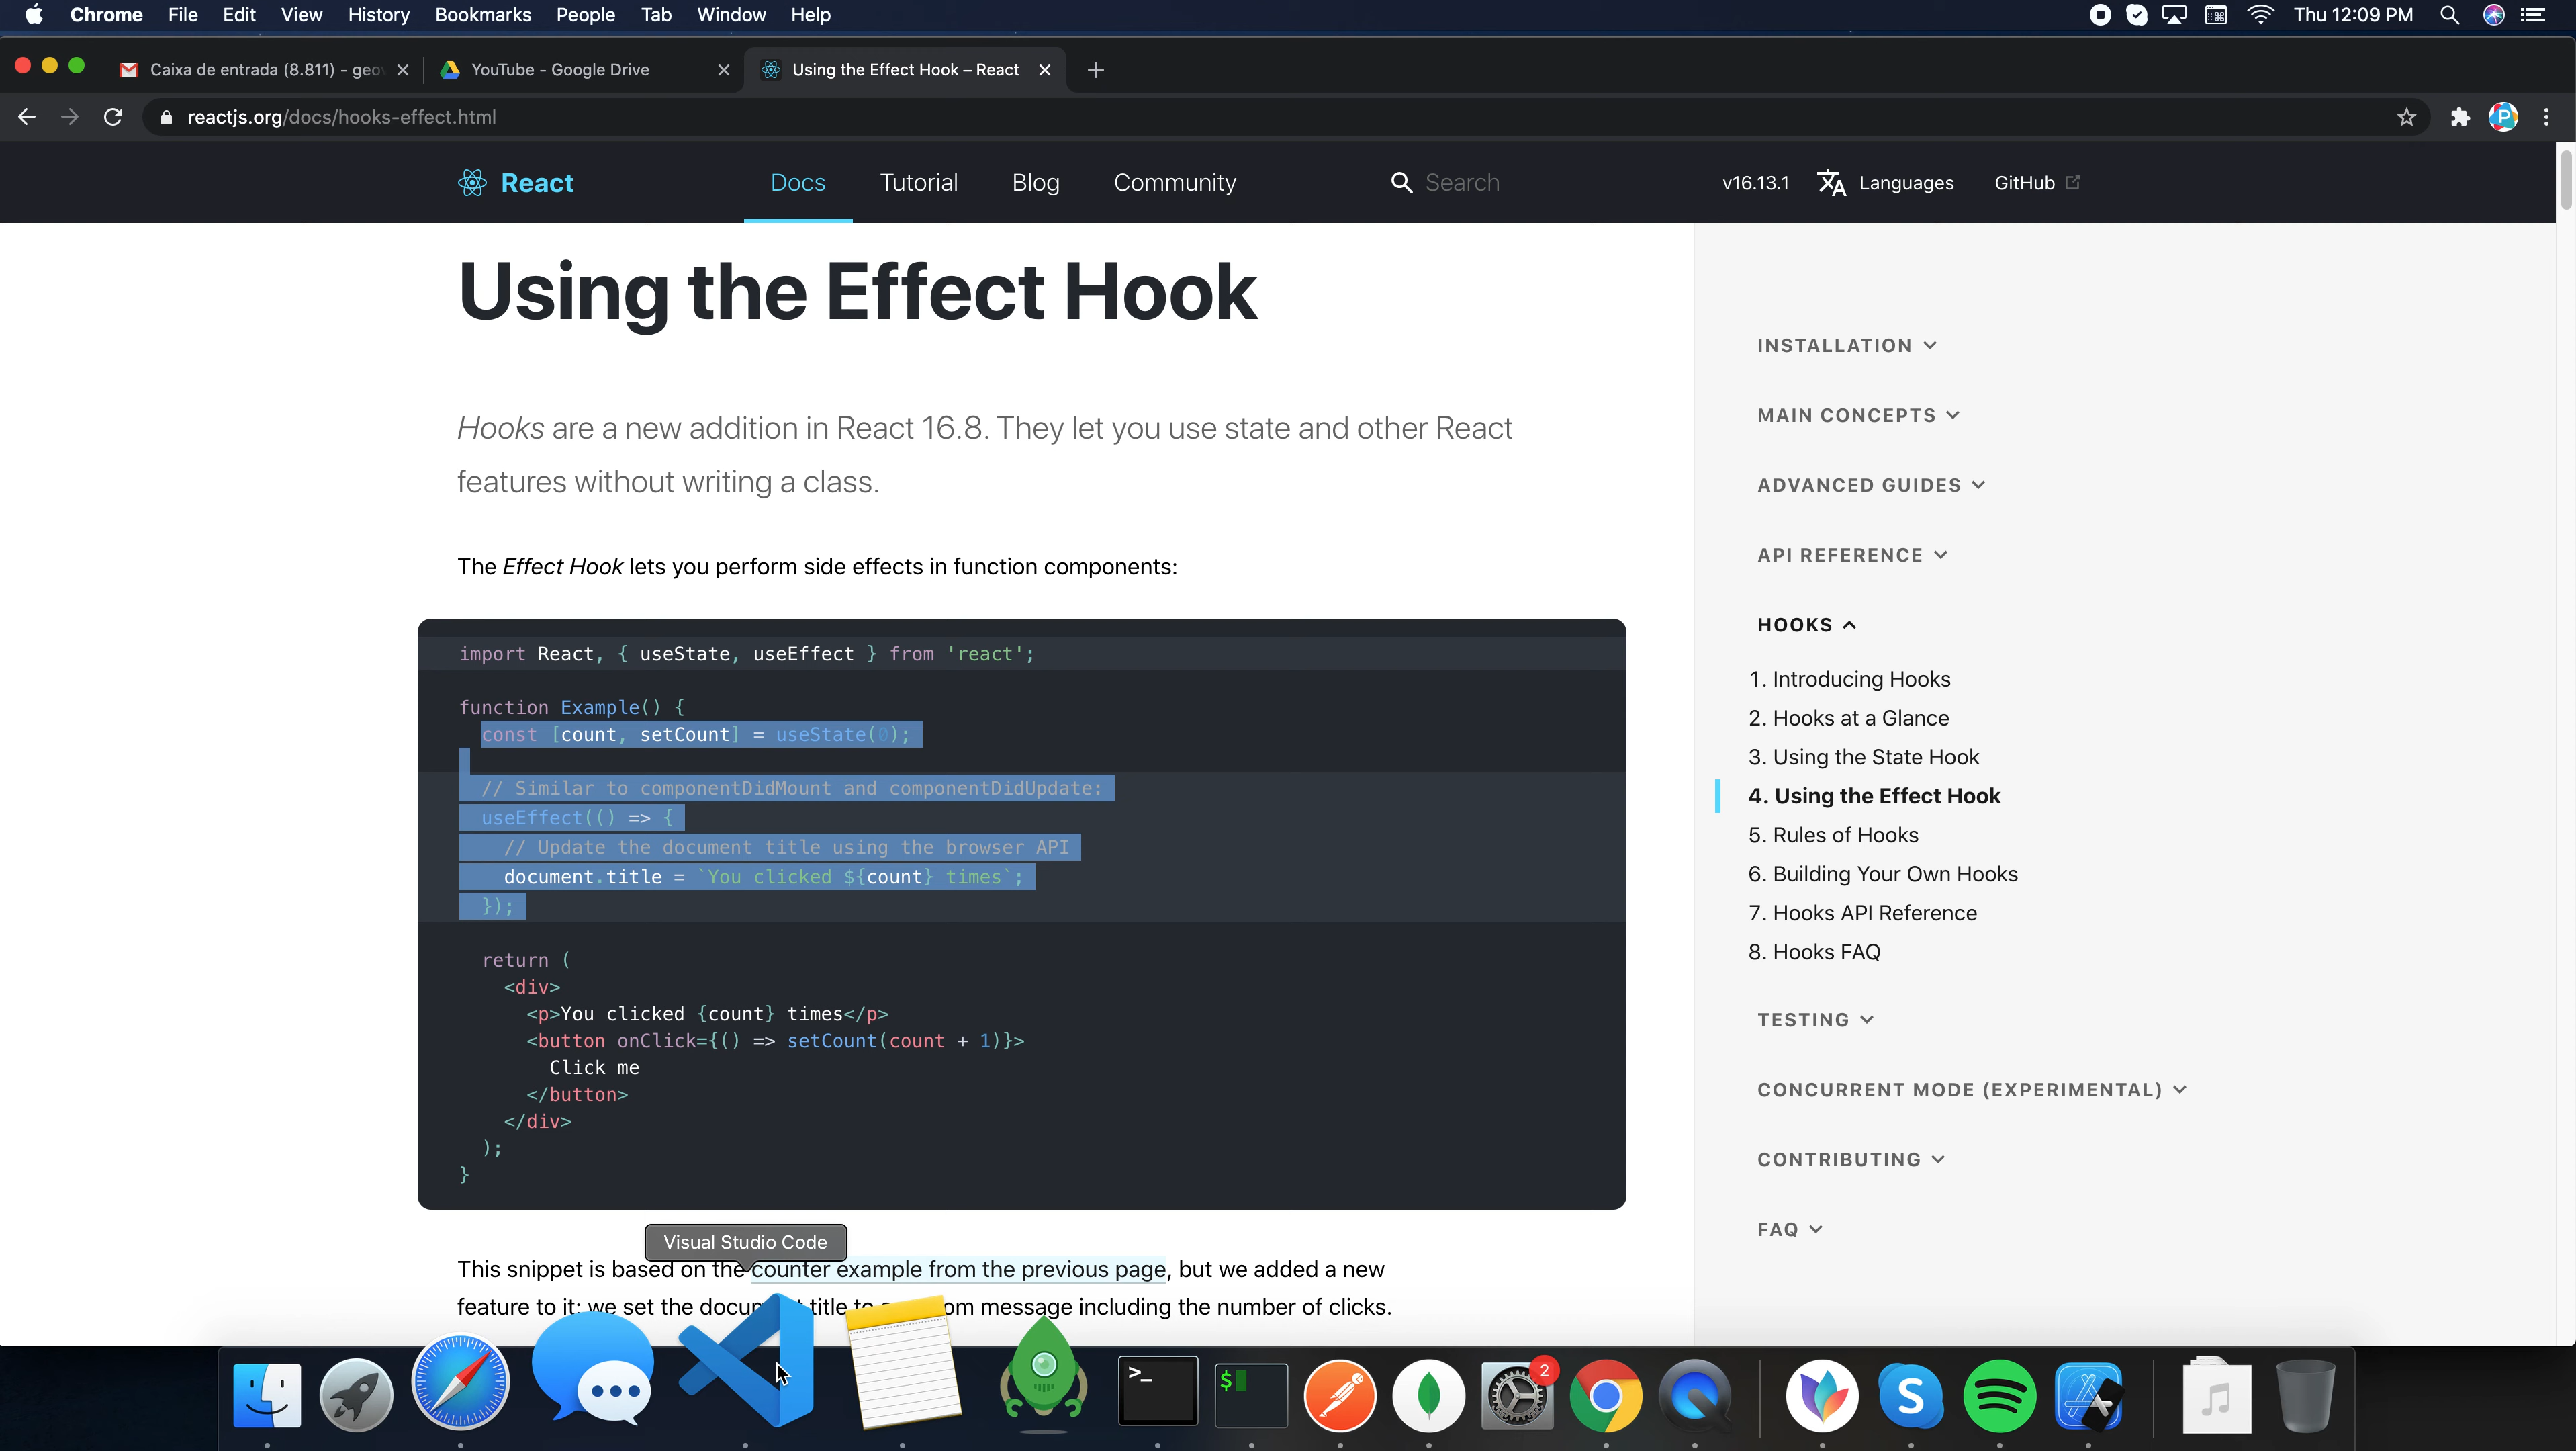 Chrome File Edit View History Bookmarks People Tab Window Help
Thu 12:09 PM
Caixa de entrada (8.811) - geov
YouTube - Google Drive
Using the Effect Hook – React
reactjs.org/docs/hooks-effect.html
P
React
Docs
Tutorial
Blog
Community
Search
v16.13.1
Languages
GitHub
Using the Effect Hook
Hooks are a new addition in React 16.8. They let you use state and other React
features without writing a class.
The Effect Hook lets you perform side effects in function components:
import React, { useState, useEffect } from 'react';
function Example() {
const [count, setCount] = useState(0);
// Similar to componentDidMount and componentDidUpdate:
useEffect(() => {
// Update the document title using the browser API
document.title = `You clicked ${count} times`;
});
return (
<div>
<p>You clicked {count} times</p>
<button onClick={() => setCount(count + 1)}>
Click me
</button>
</div>
);
}
Visual Studio Code
This snippet is based on the counter example from the previous page, but we added a new
feature to it: we set the document title to om message including the number of clicks.
INSTALLATION
MAIN CONCEPTS
ADVANCED GUIDES
API REFERENCE
HOOKS
1. Introducing Hooks
2. Hooks at a Glance
3. Using the State Hook
4. Using the Effect Hook
5. Rules of Hooks
6. Building Your Own Hooks
7. Hooks API Reference
8. Hooks FAQ
TESTING
CONCURRENT MODE (EXPERIMENTAL)
CONTRIBUTING
FAQ
>_
$
2
S